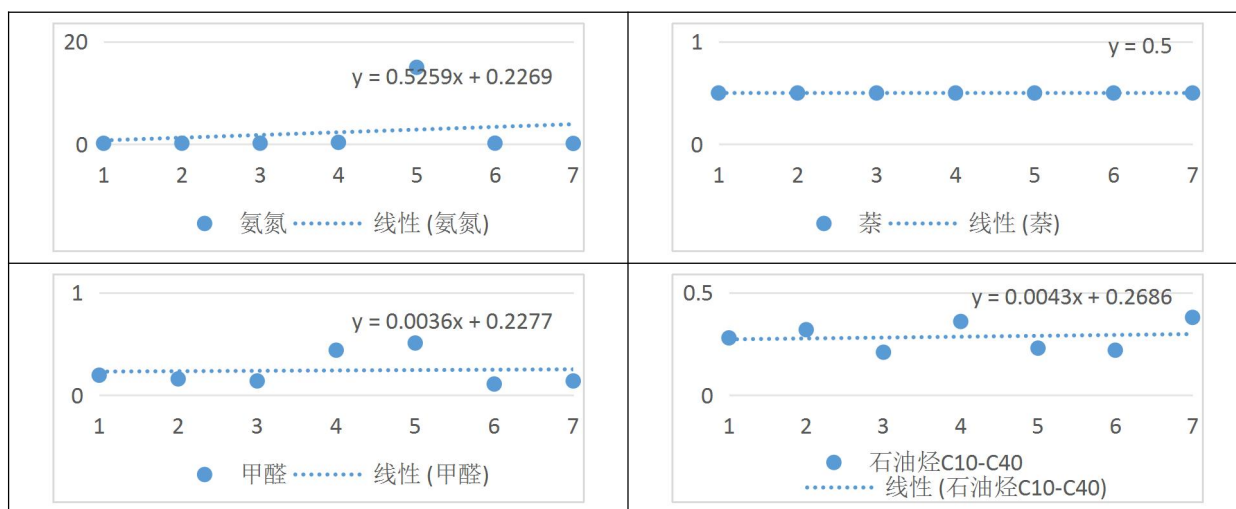 20
y = 0.5259x + 0.2269
0
1 2 3 4 5 6 7
氨氮 线性 (氨氮)
1
y = 0.5
0
1 2 3 4 5 6 7
萘 线性 (萘)
1
y = 0.0036x + 0.2277
0
1 2 3 4 5 6 7
甲醛 线性 (甲醛)
0.5
y = 0.0043x + 0.2686
0
1 2 3 4 5 6 7
石油烃C10-C40
线性 (石油烃C10-C40)